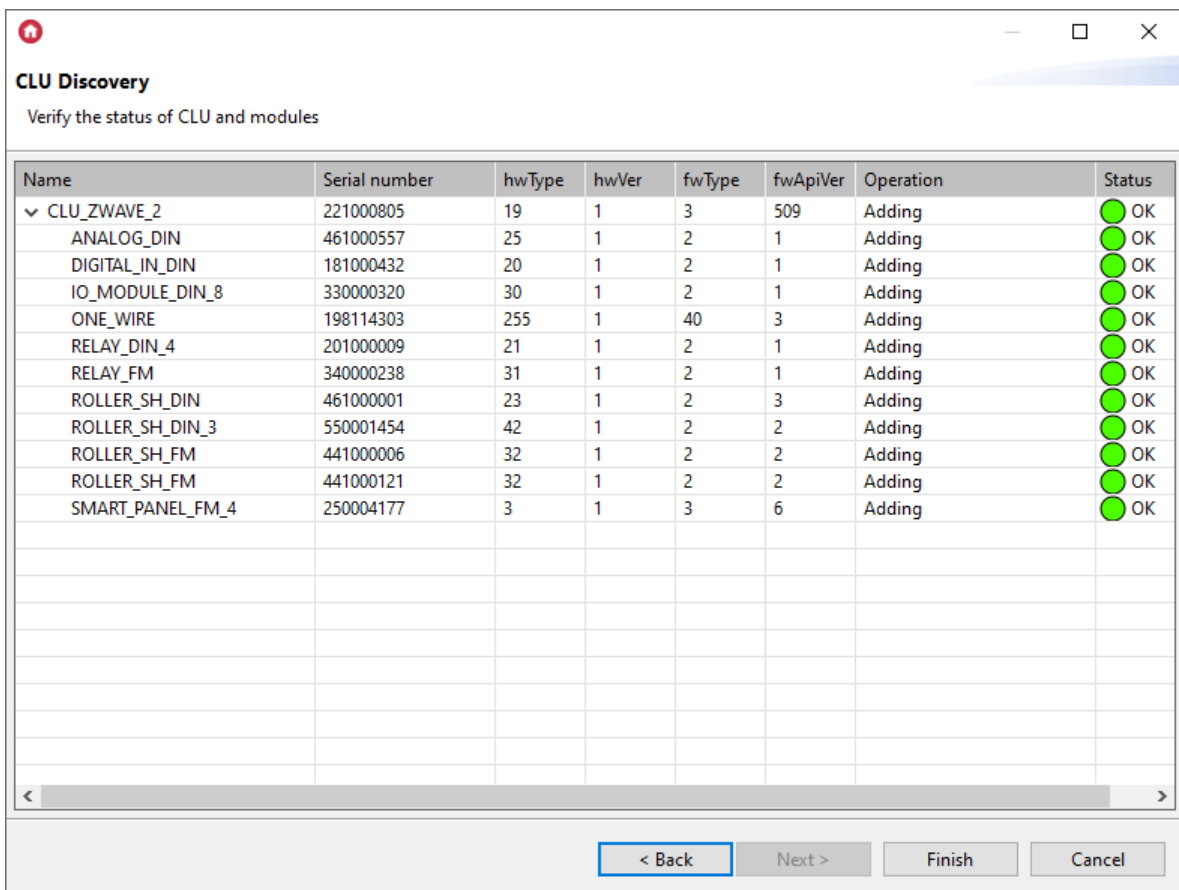 CLU Discovery
Verify the status of CLU and modules
Name Serial number hwType hwVer fwType fwApiVer Operation Status
CLU_ZWAVE_2 221000805 19 1 3 509 Adding OK
ANALOG_DIN 461000557 25 1 2 1 Adding OK
DIGITAL_IN_DIN 181000432 20 1 2 1 Adding OK
IO_MODULE_DIN_8 330000320 30 1 2 1 Adding OK
ONE_WIRE 198114303 255 1 40 3 Adding OK
RELAY_DIN_4 201000009 21 1 2 1 Adding OK
RELAY_FM 340000238 31 1 2 1 Adding OK
ROLLER_SH_DIN 461000001 23 1 2 3 Adding OK
ROLLER_SH_DIN_3 550001454 42 1 2 2 Adding OK
ROLLER_SH_FM 441000006 32 1 2 2 Adding OK
ROLLER_SH_FM 441000121 32 1 2 2 Adding OK
SMART_PANEL_FM_4 250004177 3 1 3 6 Adding OK
< Back Next > Finish Cancel